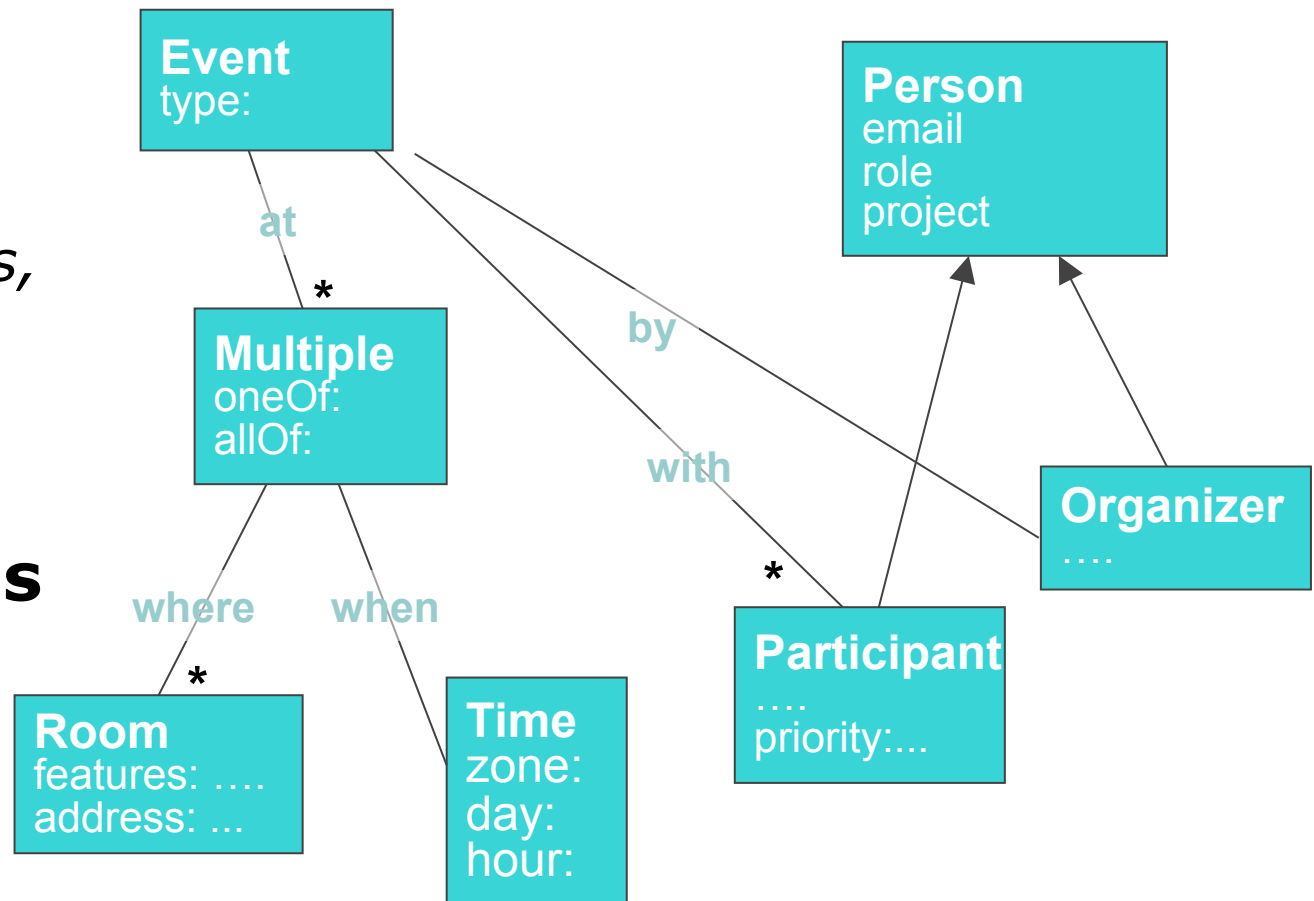 Event
type:
Person
email
role
project
at
s,
*
Multiple
oneOf:
allOf:
by
with
Organizer
....
s
where
when
*
*
Participant
....
priority:...
Room
features: ....
address: ...
Time
zone:
day:
hour: